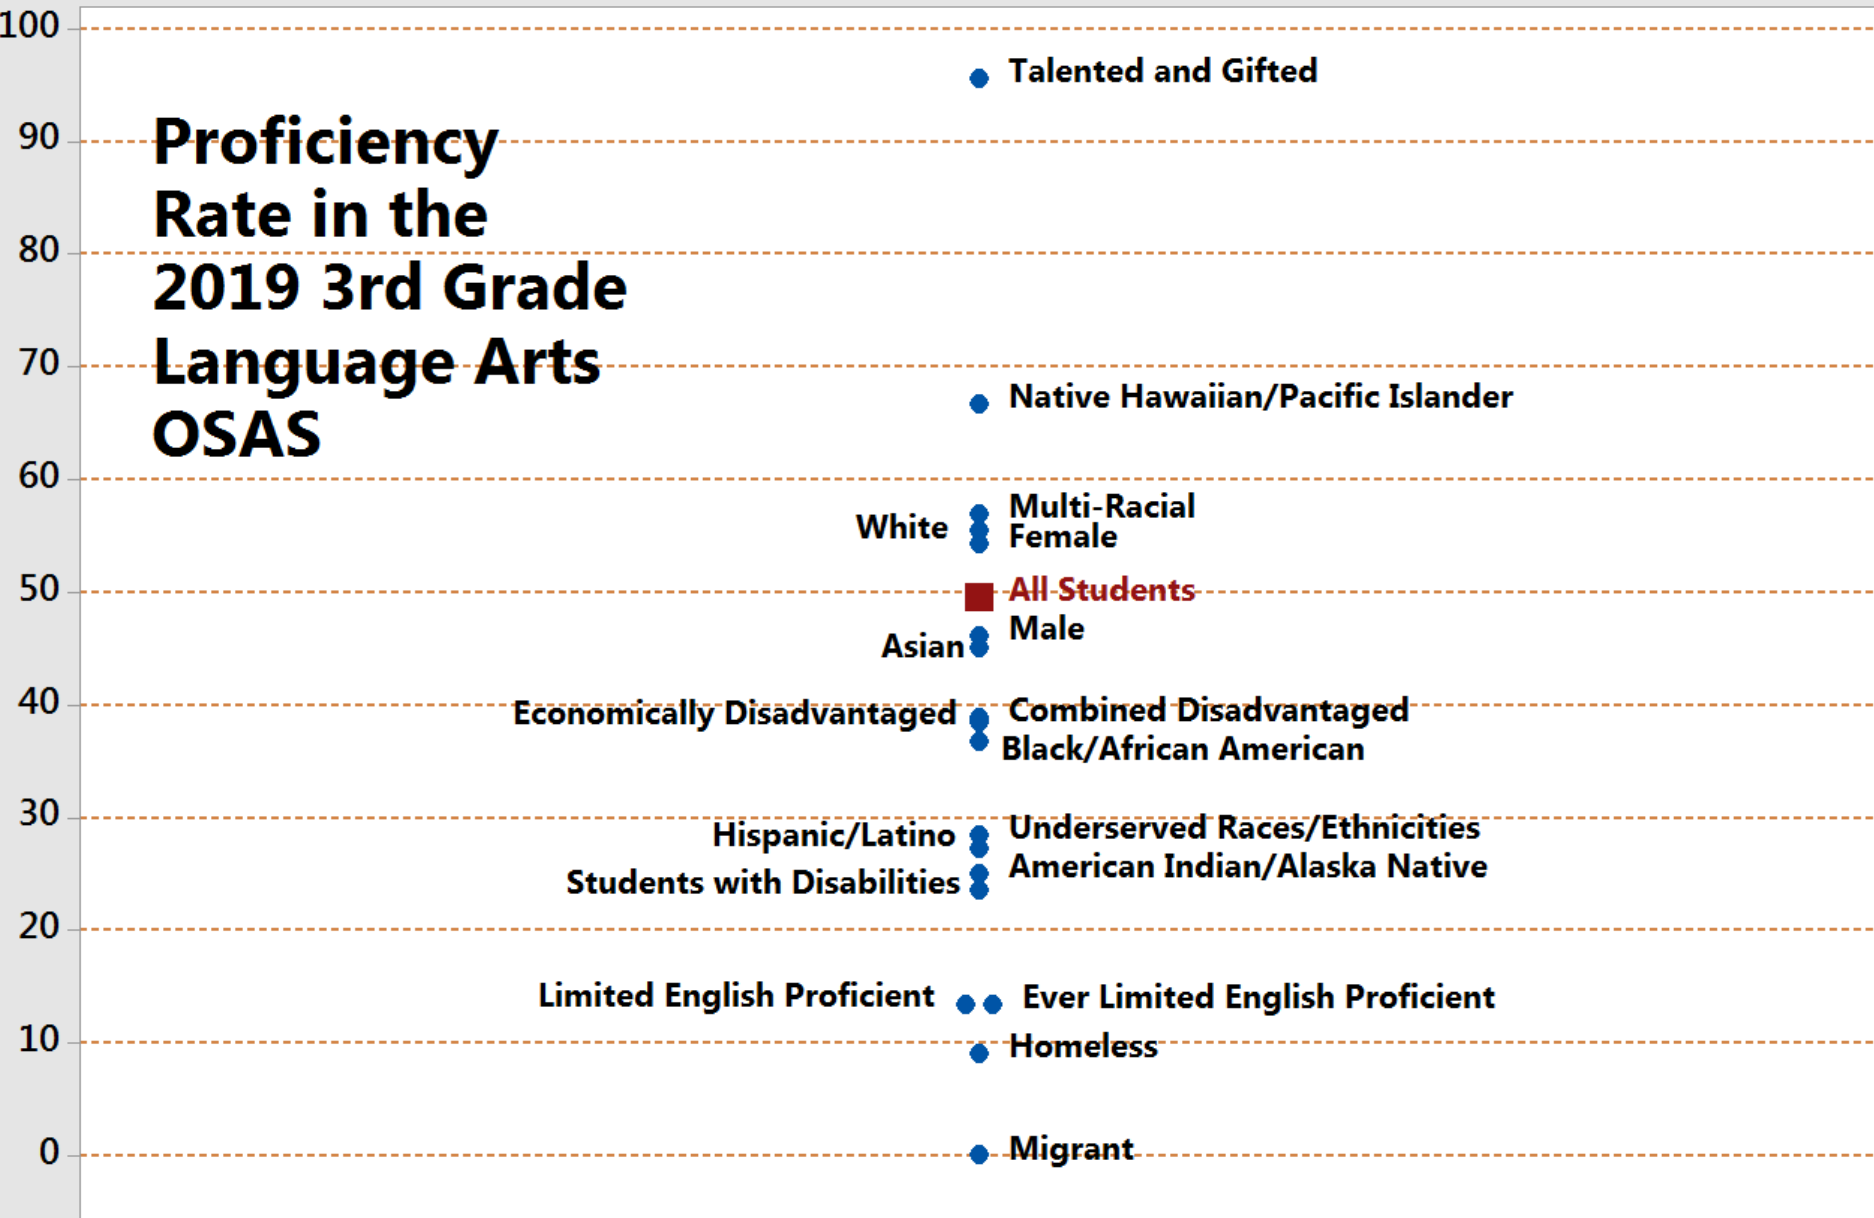 100
Talented and Gifted
90
Proficiency
Rate in the
80
2019 3rd Grade
70
Language Arts
Native Hawaiian/Pacific Islander
OSAS
60
Multi-Racial
White
Female
50
All Students
Male
Asian
40
Economically Disadvantaged
Combined Disadvantaged
Black/African American
30
Hispanic/Latino
Underserved Races/Ethnicities
American Indian/Alaska Native
Students with Disabilities
20
Limited English Proficient
Ever Limited English Proficient
10
Homeless
0
Migrant